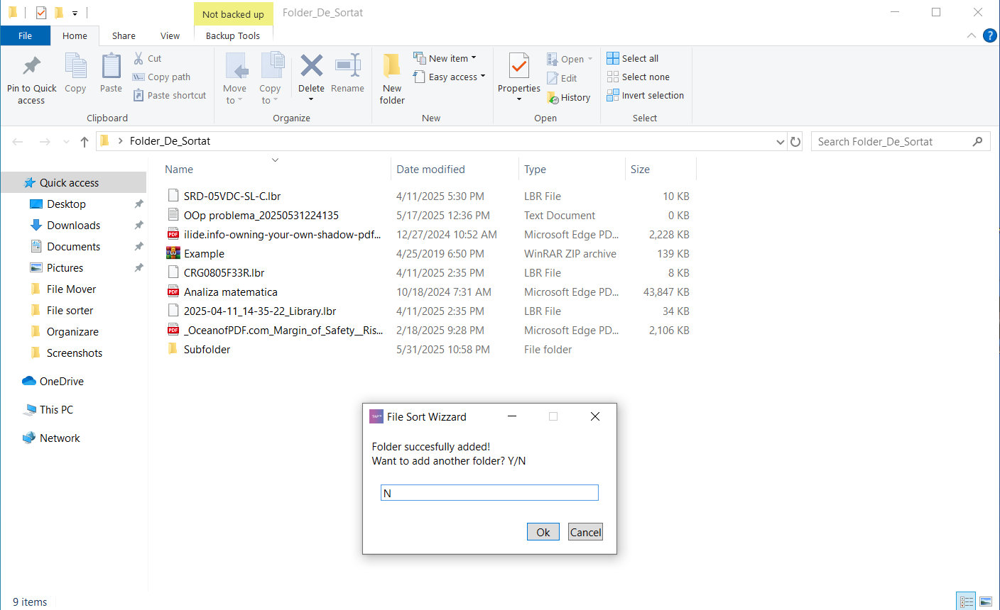 Not backed up
Folder_De_Sortat
File
Home
Share
View
Backup Tools
Pin to Quick access
Copy
Paste
Cut
Copy path
Paste shortcut
Clipboard
Move to
Copy to
Delete
Rename
Organize
New folder
New item
Easy access
New
Properties
Open
Edit
History
Open
Select all
Select none
Invert selection
Select
Folder_De_Sortat
Search Folder_De_Sortat
Quick access
Desktop
Downloads
Documents
Pictures
File Mover
File sorter
Organizare
Screenshots
OneDrive
This PC
Network
Name Date modified Type Size
SRD-05VDC-SL-C.lbr 4/11/2025 5:30 PM LBR File 10 KB
OOp problema_20250531224135 5/17/2025 12:36 PM Text Document 0 KB
ilide.info-owning-your-own-shadow-pdf... 12/27/2024 10:52 AM Microsoft Edge PD... 2,228 KB
Example 4/25/2019 6:50 PM WinRAR ZIP archive 139 KB
CRG0805F33R.lbr 4/11/2025 2:35 PM LBR File 8 KB
Analiza matematica 10/18/2024 7:31 AM Microsoft Edge PD... 43,847 KB
2025-04-11_14-35-22_Library.lbr 4/11/2025 2:35 PM LBR File 34 KB
_OceanofPDF.com_Margin_of_Safety__Ris... 2/18/2025 9:28 PM Microsoft Edge PD... 2,106 KB
Subfolder 5/31/2025 10:58 PM File folder
File Sort Wizzard
Folder succesfully added!
Want to add another folder? Y/N
N
Ok
Cancel
9 items